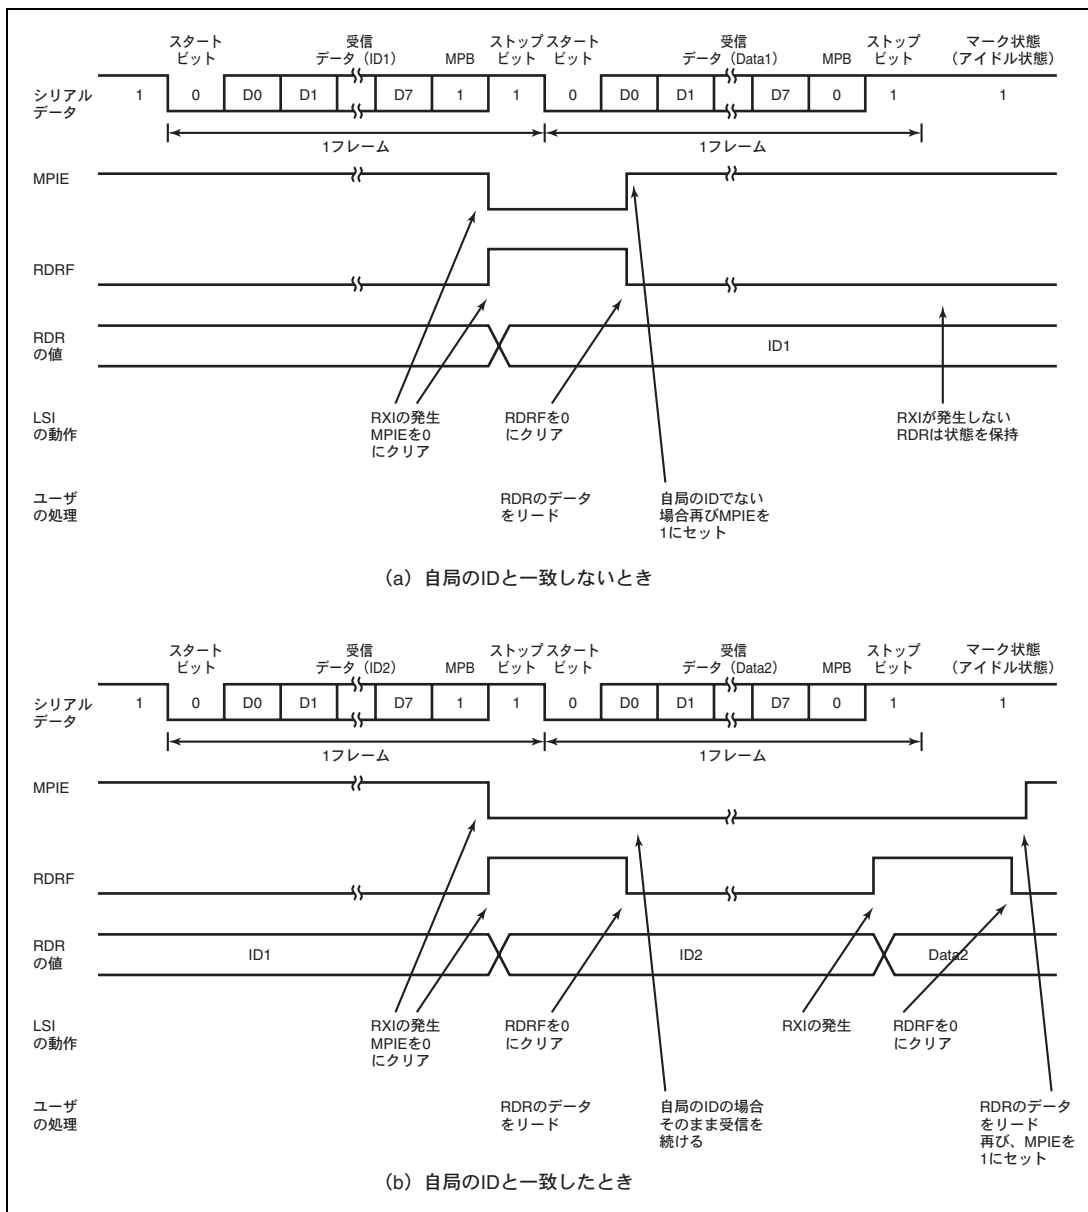 スタート
ビット
受信
データ（ID1）
MPB
ストップ
ビット
スタート
ビット
受信
データ（Data1）
MPB
ストップ
ビット
マーク状態
（アイドル状態）
シリアル
データ
1 0 D0 D1 D7 1 1 0 D0 D1 D7 0 1 1
1フレーム 1フレーム
MPIE
RDRF
RDR
の値
ID1
LSI
の動作
RXIの発生
MPIEを0
にクリア
RDRFを0
にクリア
RXIが発生しない
RDRは状態を保持
ユーザ
の処理
RDRのデータ
をリード
自局のIDでない
場合再びMPIEを
1にセット
（a）自局のIDと一致しないとき
スタート
ビット
受信
データ（ID2）
MPB
ストップ
ビット
スタート
ビット
受信
データ（Data2）
MPB
ストップ
ビット
マーク状態
（アイドル状態）
シリアル
データ
1 0 D0 D1 D7 1 1 0 D0 D1 D7 0 1 1
1フレーム 1フレーム
MPIE
RDRF
RDR
の値
ID1 ID2 Data2
LSI
の動作
RXIの発生
MPIEを0
にクリア
RDRFを0
にクリア
RXIの発生
RDRFを0
にクリア
ユーザ
の処理
RDRのデータ
をリード
自局のIDの場合
そのまま受信を
続ける
RDRのデータ
をリード
再び、MPIEを
1にセット
（b）自局のIDと一致したとき